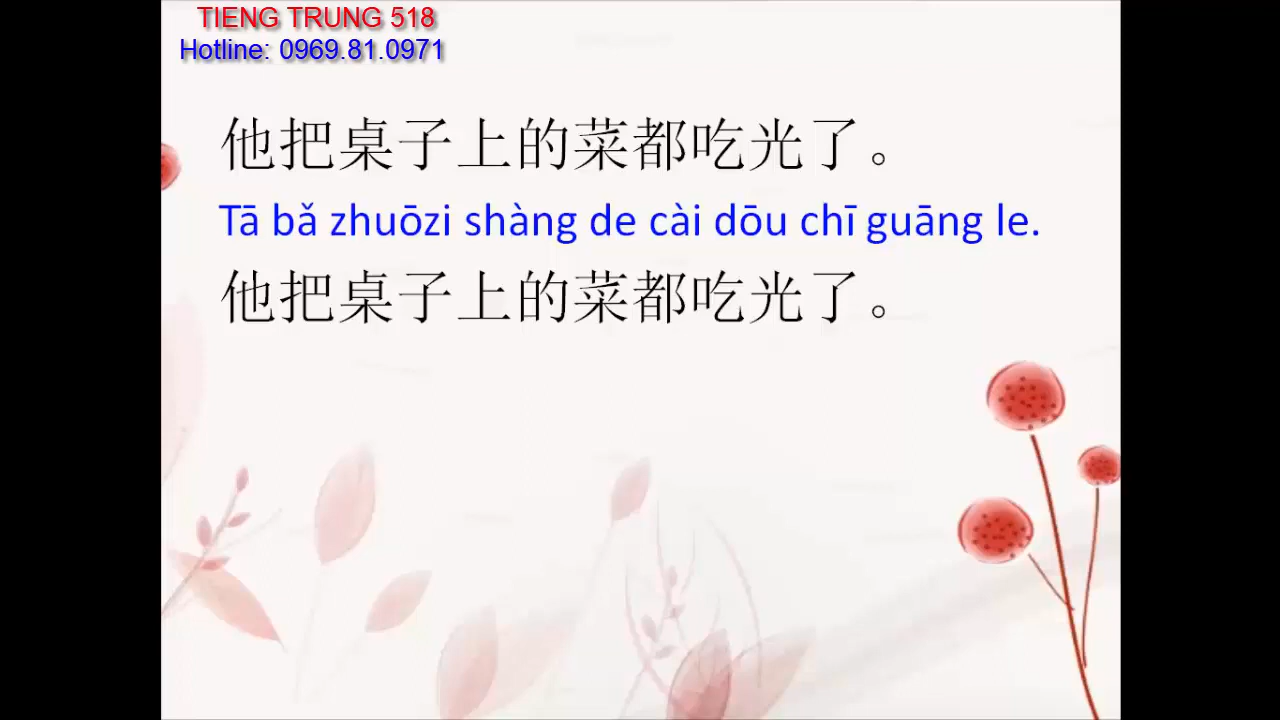 TIENG TRUNG 518
Hotline: 0969.81.0971
他把桌子上的菜都吃光了。
Tā bǎ zhuōzi shàng de cài dōu chī guāng le.
他把桌子上的菜都吃光了。